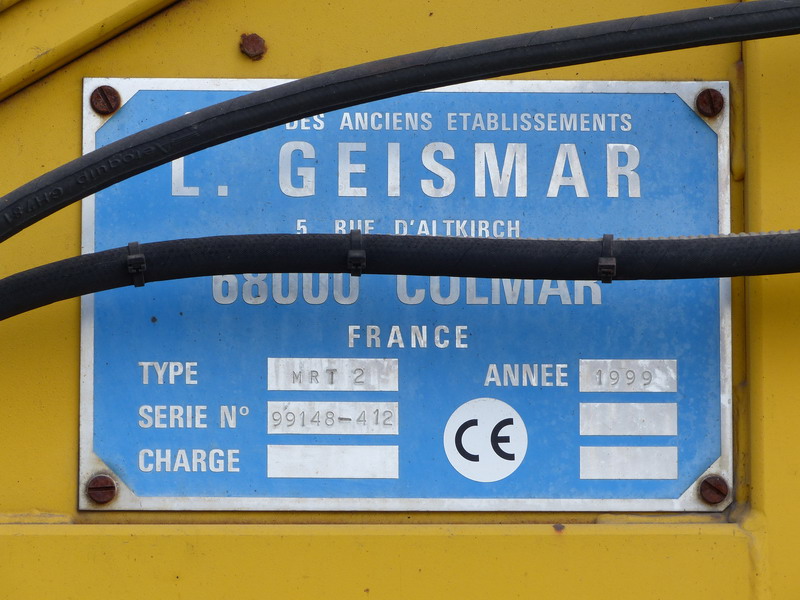 DES ANCIENS ETABLISSEMENTS
L. GEISMAR
5, RUE D'ALTKIRCH
68000 COLMAR
FRANCE
TYPE MRT 2 ANNEE 1999
SERIE Nº 99148-412
CHARGE CE